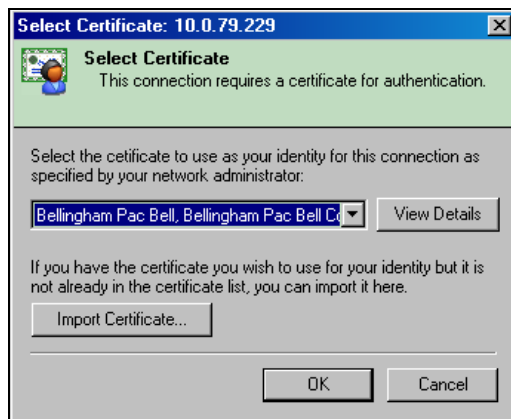 Select Certificate: 10.0.79.229
Select Certificate
This connection requires a certificate for authentication.
Select the cetificate to use as your identity for this connection as
specified by your network administrator:
Bellingham Pac Bell, Bellingham Pac Bell
View Details
If you have the certificate you wish to use for your identity but it is
not already in the certificate list, you can import it here.
Import Certificate...
OK
Cancel